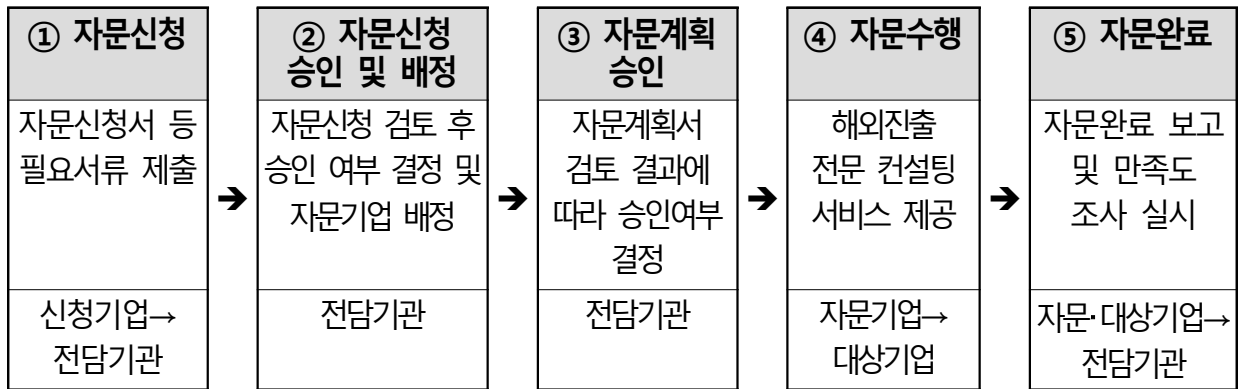 ① 자문신청
자문신청서 등
필요서류 제출
신청기업→
전담기관
➔
② 자문신청
승인 및 배정
자문신청 검토 후
승인 여부 결정 및
자문기업 배정
전담기관
➔
③ 자문계획
승인
자문계획서
검토 결과에
따라 승인여부
결정
전담기관
➔
④ 자문수행
해외진출
전문 컨설팅
서비스 제공
자문기업→
대상기업
➔
⑤ 자문완료
자문완료 보고
및 만족도
조사 실시
자문·대상기업→
전담기관